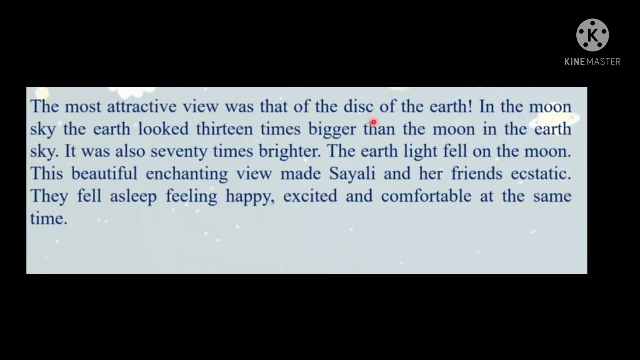 K
KINEMASTER
The most attractive view was that of the disc of the earth! In the moon
sky the earth looked thirteen times bigger than the moon in the earth
sky. It was also seventy times brighter. The earth light fell on the moon.
This beautiful enchanting view made Sayali and her friends ecstatic.
They fell asleep feeling happy, excited and comfortable at the same
time.